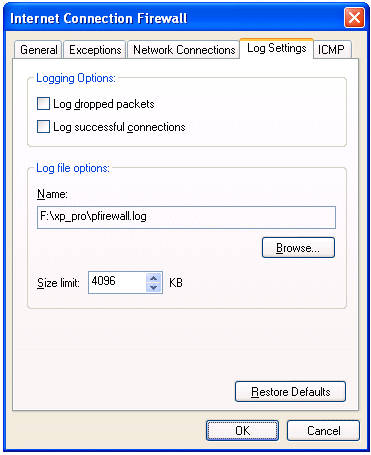 Internet Connection Firewall
General Exceptions Network Connections Log Settings ICMP
Logging Options:
Log dropped packets
Log successful connections
Log file options:
Name:
F:\xp_pro\pfirewall.log
Browse...
Size limit: 4096 KB
Restore Defaults
OK Cancel